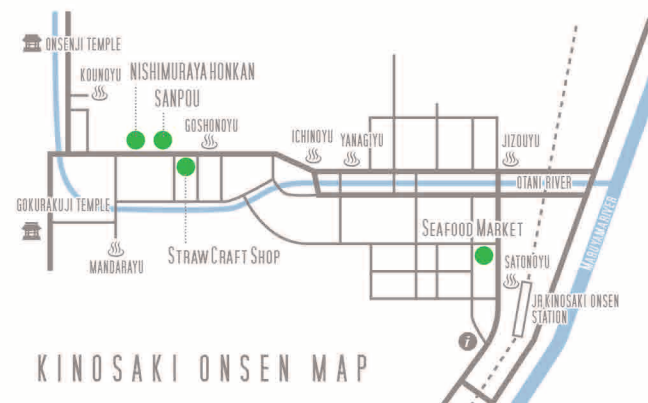 ONSENJI TEMPLE
KOUNOYU
NISHIMURAYA HONKAN
SANPOU
GOSHONOYU
ICHINOYU
YANAGIYU
JIZOUYU
OTANI RIVER
GOKURAKUJI TEMPLE
MANDARAYU
STRAW CRAFT SHOP
SEAFOOD MARKET
SATONOYU
MARUYAMA RIVER
JR KINOSAKI ONSEN
STATION
i
KINOSAKI ONSEN MAP